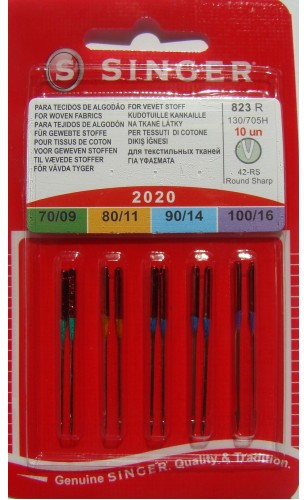 S SINGER®
PARA TECIDOS DE ALGODÃO
FOR WOVEN FABRICS
PARA TEJIDOS DE ALGODÓN
FÜR GEWEBTE STOFFE
POUR TISSUS DE COTON
VOOR GEWEVEN STOFFEN
TIL VÆVEDE STOFFER
FÖR VÄVDA TYGER
FOR VEVET STOFF
KUDOTUILLE KANKAILLE
NA TKANÉ LÁTKY
PER TESSUTI DI COTONE
DIKIŞ İĞNESI
для текстильных тканей
ΓΙΑ ΥΦΑΣΜΑΤΑ
823 R
130/705H
10 un
42-RS
Round Sharp
2020
70/09 80/11 90/14 100/16
Genuine SINGER® Quality & Tradition.